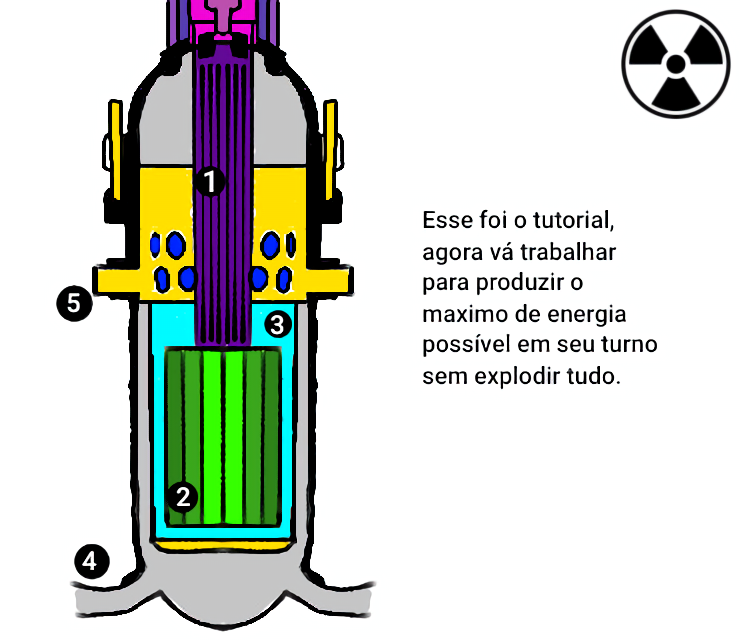 1
Esse foi o tutorial,
agora vá trabalhar
para produzir o
maximo de energia
possível em seu turno
sem explodir tudo.
5
3
2
4